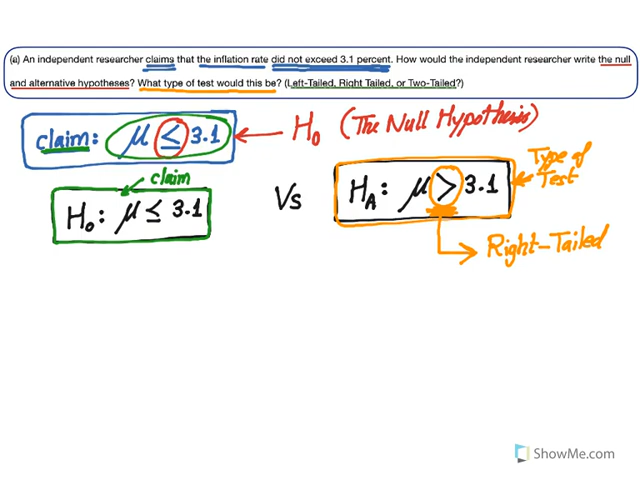 (a) An independent researcher claims that the inflation rate did not exceed 3.1 percent. How would the independent researcher write the null
and alternative hypotheses? What type of test would this be? (Left-Tailed, Right Tailed, or Two-Tailed?)
claim: μ ≤ 3.1 H₀ (The Null Hypothesis)
claim
H₀: μ ≤ 3.1 Vs H_A: μ > 3.1 Type of
Test
Right-Tailed
ShowMe.com